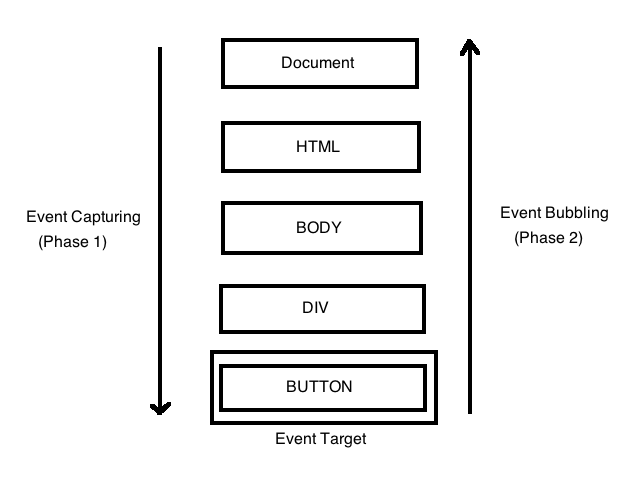 Document
HTML
Event Capturing
(Phase 1)
Event Bubbling
(Phase 2)
BODY
DIV
BUTTON
Event Target